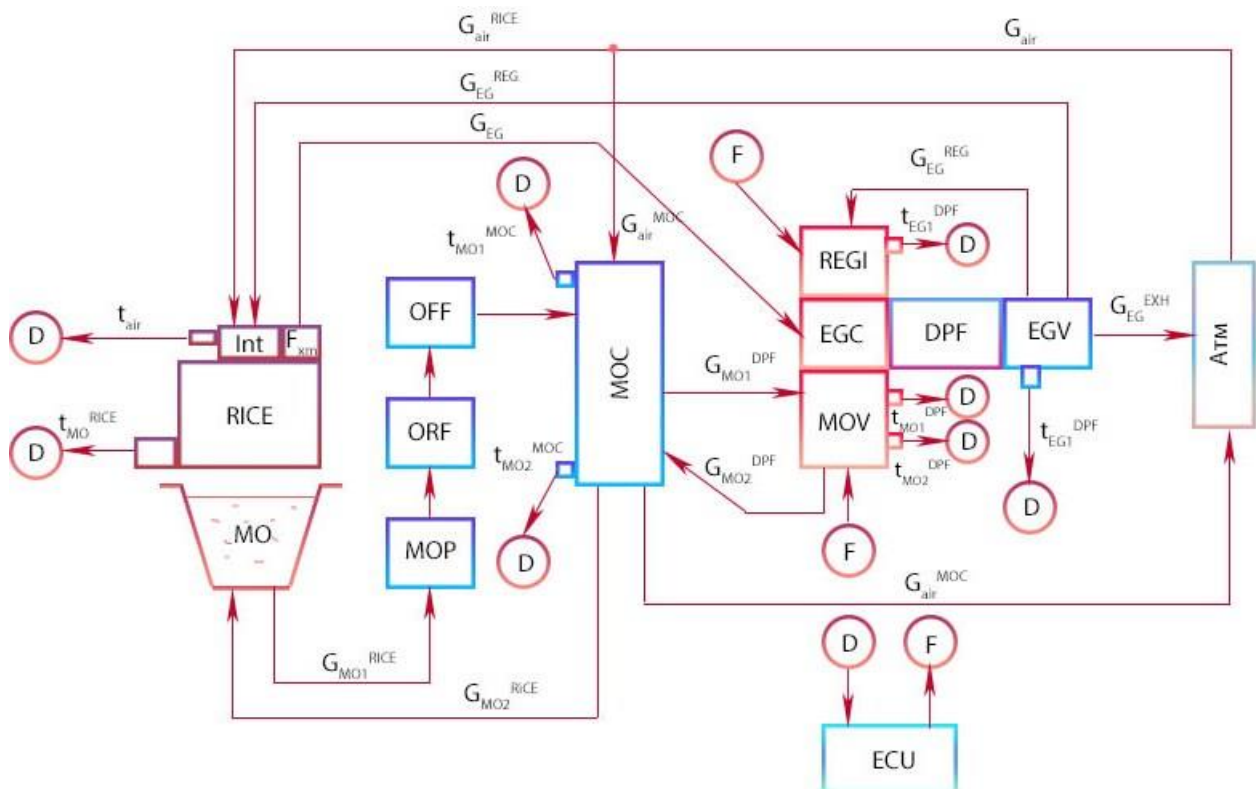 G_air^RICE
G_air
G_EG^REG
G_EG
F
G_EG^REG
D
t_MO1^MOC
G_air^MOC
t_EG1^DPF
D
REGI
OFF
t_air
D
Int
F_xm
EGC
DPF
EGV
G_EG^EXH
Атм
MOC
G_MO1^DPF
RICE
ORF
MOV
D
t_MO1^DPF
D
t_MO2^DPF
t_EG1^DPF
t_MO^RICE
D
t_MO2^MOC
G_MO2^DPF
D
MO
MOP
D
F
G_air^MOC
D
F
G_MO1^RICE
G_MO2^RICE
ECU